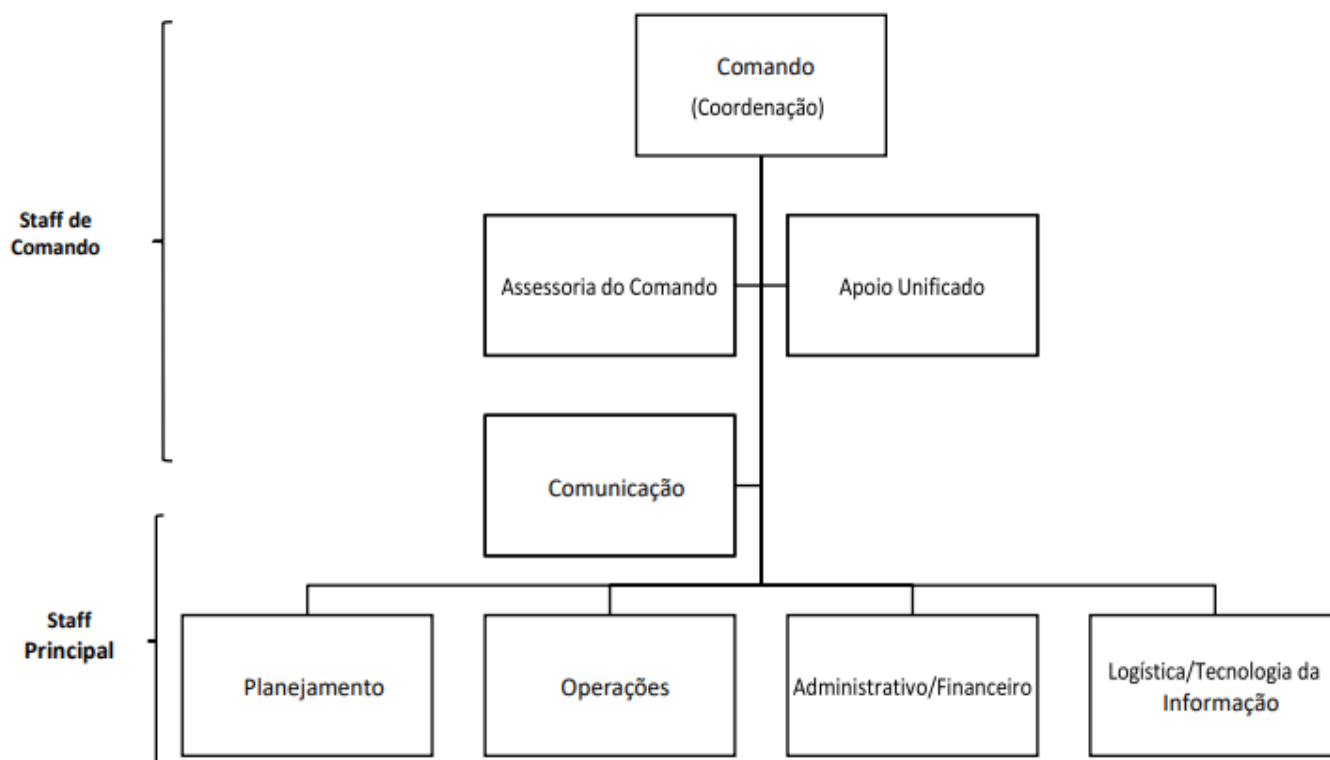 Comando
(Coordenação)
Staff de
Comando
Assessoria do Comando
Apoio Unificado
Comunicação
Staff
Principal
Planejamento
Operações
Administrativo/Financeiro
Logística/Tecnologia da
Informação